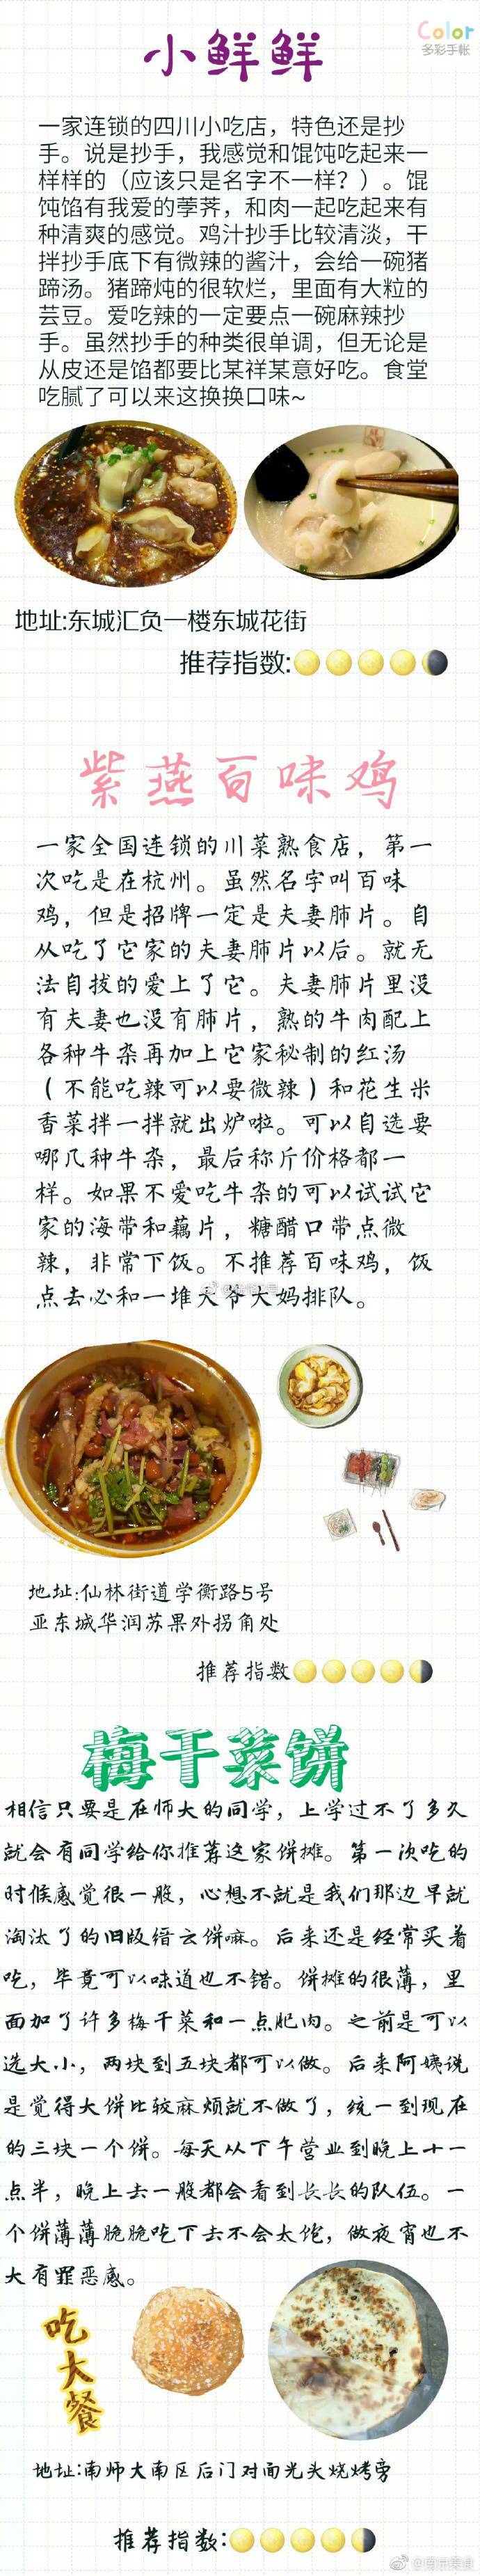 Color
多彩手帐
小鲜鲜
一家连锁的四川小吃店，特色还是抄
手。说是抄手，我感觉和馄饨吃起来一
样样的（应该只是名字不一样？）。馄
饨馅有我爱的荸荠，和肉一起吃起来有
种清爽的感觉。鸡汁抄手比较清淡，干
拌抄手底下有微辣的酱汁，会给一碗猪
蹄汤。猪蹄炖的很软烂，里面有大粒的
芸豆。爱吃辣的一定要点一碗麻辣抄
手。虽然抄手的种类很单调，但无论是
从皮还是馅都要比某祥某意好吃。食堂
吃腻了可以来这换换口味~
地址:东城汇负一楼东城花街
推荐指数:
紫燕百味鸡
一家全国连锁的川菜熟食店，第一
次吃是在杭州。虽然名字叫百味
鸡，但是招牌一定是夫妻肺片。自
从吃了它家的夫妻肺片以后。就无
法自拔的爱上了它。夫妻肺片里没
有夫妻也没有肺片，熟的牛肉配上
各种牛杂再加上它家秘制的红汤
（不能吃辣可以要微辣）和花生米
香菜拌一拌就出炉啦。可以自选要
哪几种牛杂，最后称斤价格都一
样。如果不爱吃牛杂的可以试试它
家的海带和藕片，糖醋口带点微
辣，非常下饭。不推荐百味鸡，饭
点去必和一堆大爷大妈排队。
地址:仙林街道学衡路5号
亚东城华润苏果外拐角处
推荐指数
梅干菜饼
相信只要是在师大的同学，上学过不了多久
就会有同学给你推荐这家饼摊。第一次吃的
时候感觉很一般，心想不就是我们那边早就
淘汰了的旧版缙云饼嘛。后来还是经常买着
吃，毕竟可以味道也不错。饼摊的很薄，里
面加了许多梅干菜和一点肥肉。之前是可以
选大小，两块到五块都可以做。后来阿姨说
是觉得大饼比较麻烦就不做了，统一到现在
的三块一个饼。每天从下午营业到晚上十一
点半，晚上去一般都会看到长长的队伍。一
个饼薄薄脆脆吃下去不会太饱，做夜宵也不
大有罪恶感。
吃大餐
地址:南师大南区后门对面光头烧烤旁
推荐指数: